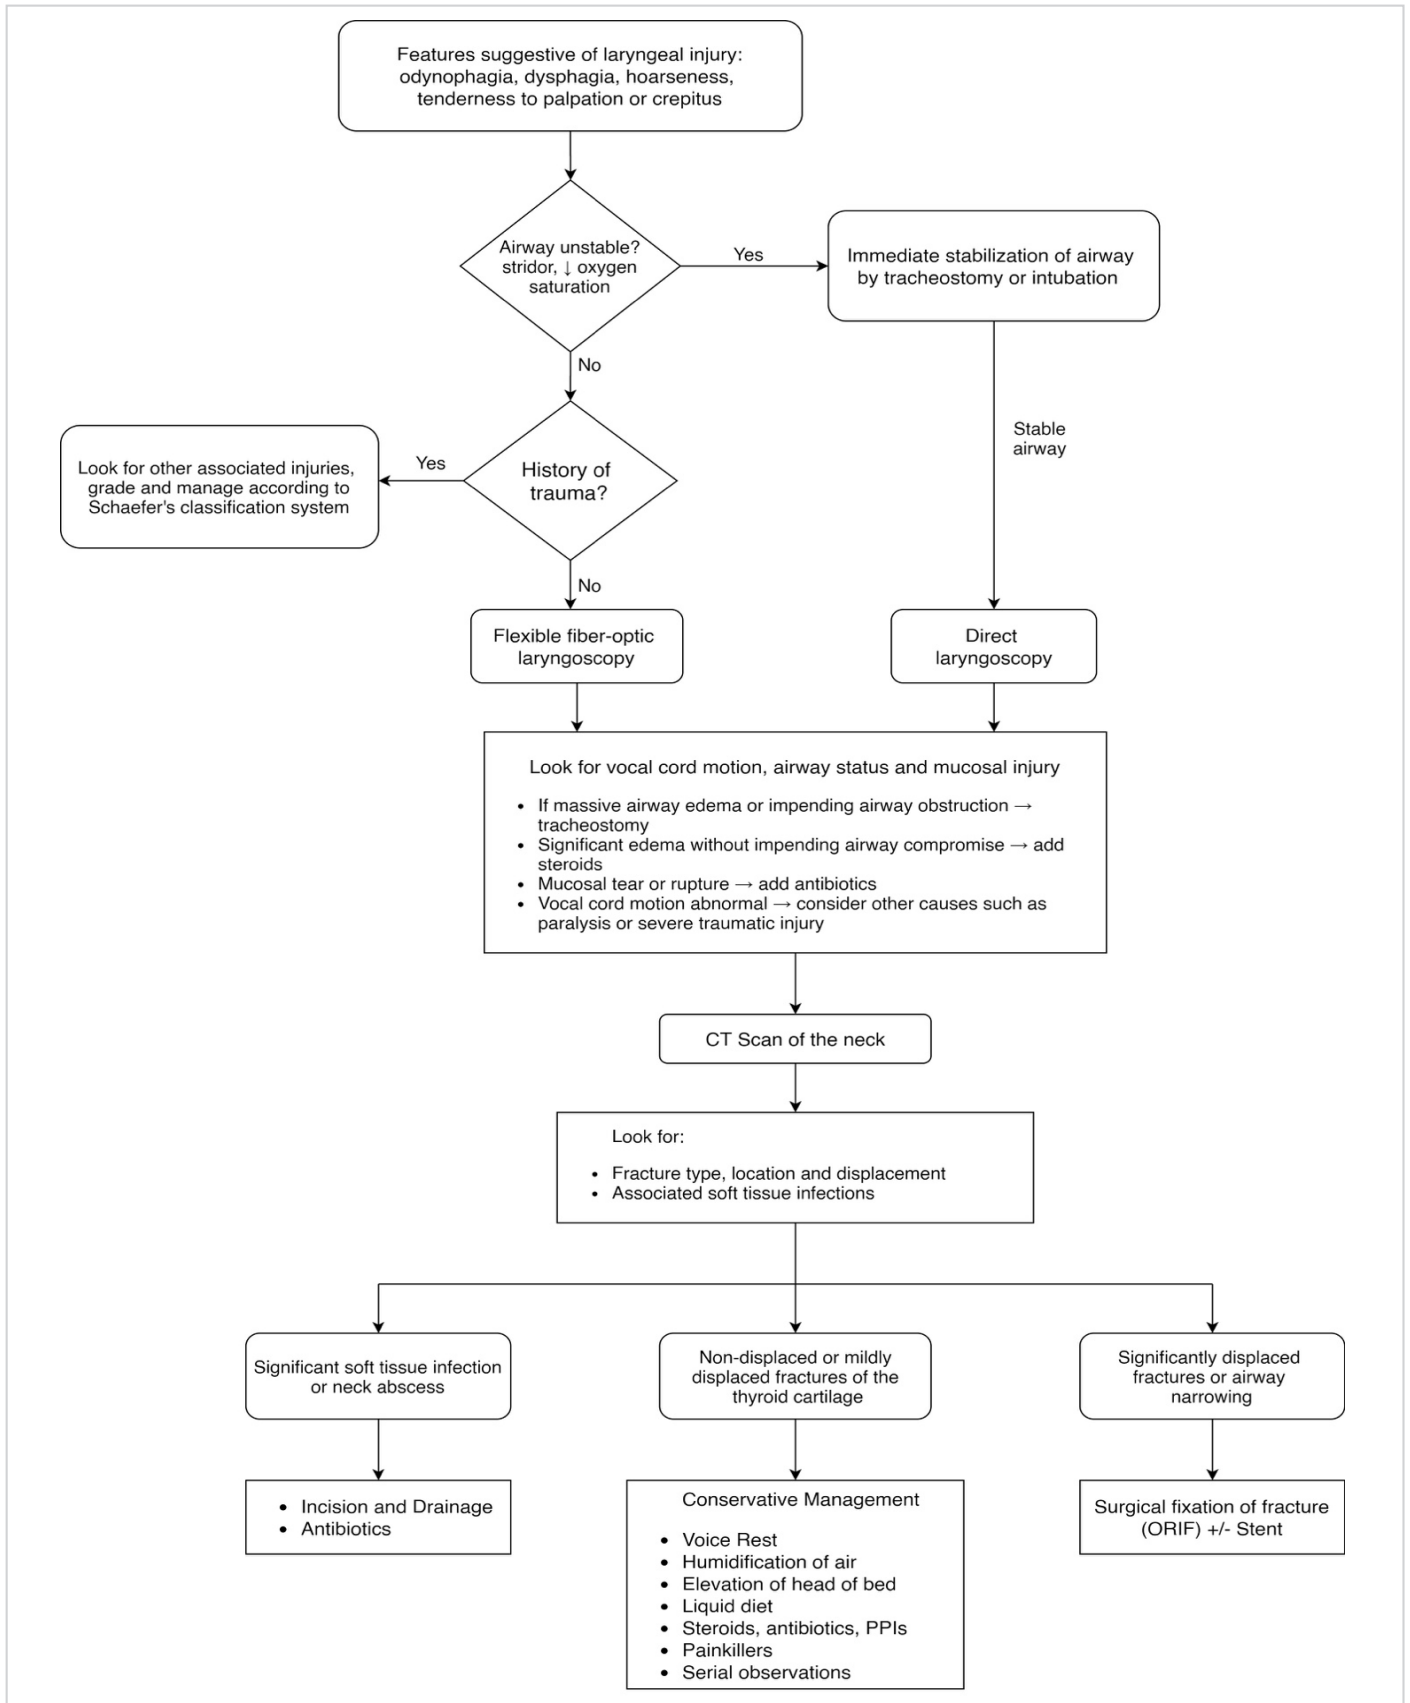 Features suggestive of laryngeal injury:
odynophagia, dysphagia, hoarseness,
tenderness to palpation or crepitus
Airway unstable?
stridor, ↓ oxygen
saturation
Yes
Immediate stabilization of airway
by tracheostomy or intubation
No
Stable
airway
History of
trauma?
Yes
Look for other associated injuries,
grade and manage according to
Schaefer's classification system
No
Flexible fiber-optic
laryngoscopy
Direct
laryngoscopy
Look for vocal cord motion, airway status and mucosal injury
• If massive airway edema or impending airway obstruction →
tracheostomy
• Significant edema without impending airway compromise → add
steroids
• Mucosal tear or rupture → add antibiotics
• Vocal cord motion abnormal → consider other causes such as
paralysis or severe traumatic injury
CT Scan of the neck
Look for:
• Fracture type, location and displacement
• Associated soft tissue infections
Significant soft tissue infection
or neck abscess
Non-displaced or mildly
displaced fractures of the
thyroid cartilage
Significantly displaced
fractures or airway
narrowing
• Incision and Drainage
• Antibiotics
Conservative Management
• Voice Rest
• Humidification of air
• Elevation of head of bed
• Liquid diet
• Steroids, antibiotics, PPIs
• Painkillers
• Serial observations
Surgical fixation of fracture
(ORIF) +/- Stent